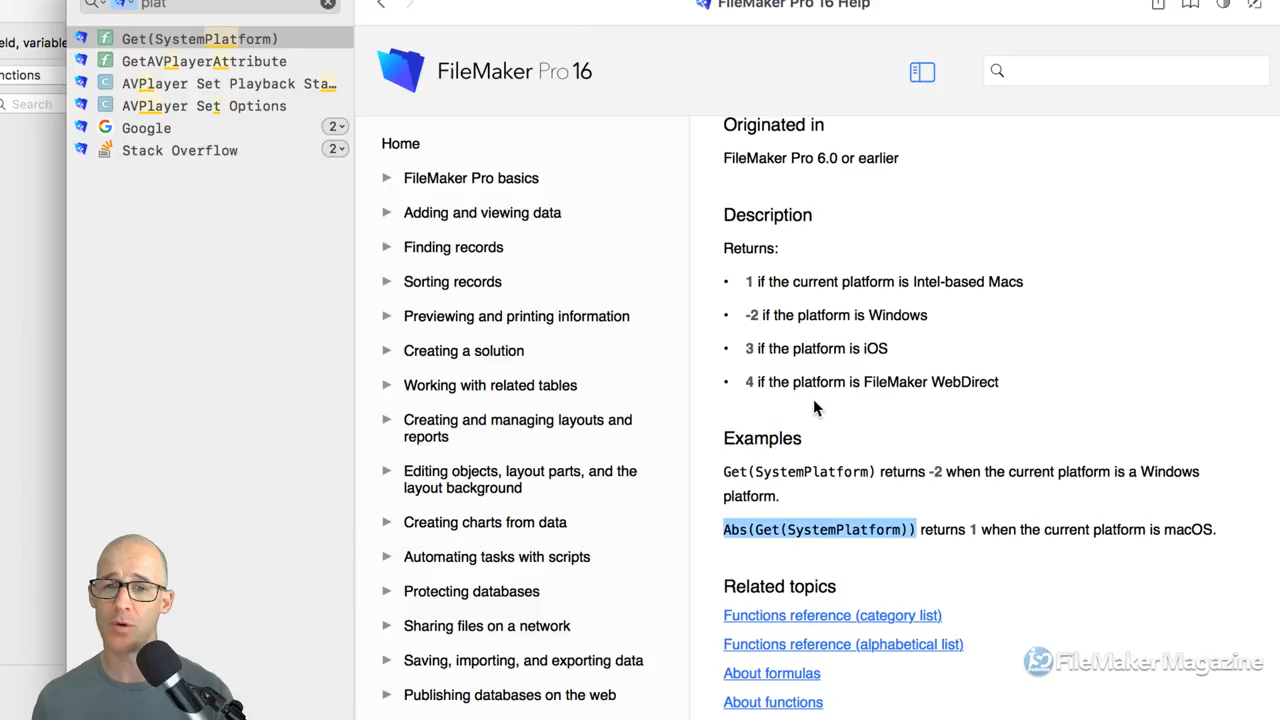 plat
FileMaker Pro 16 Help
eld, variable
nctions
Search
Get(SystemPlatform)
GetAVPlayerAttribute
AVPlayer Set Playback Sta…
AVPlayer Set Options
Google
2
Stack Overflow
2
FileMaker Pro 16
Home
FileMaker Pro basics
Adding and viewing data
Finding records
Sorting records
Previewing and printing information
Creating a solution
Working with related tables
Creating and managing layouts and
reports
Editing objects, layout parts, and the
layout background
Creating charts from data
Automating tasks with scripts
Protecting databases
Sharing files on a network
Saving, importing, and exporting data
Publishing databases on the web
Originated in
FileMaker Pro 6.0 or earlier
Description
Returns:
• 1 if the current platform is Intel-based Macs
• -2 if the platform is Windows
• 3 if the platform is iOS
• 4 if the platform is FileMaker WebDirect
Examples
Get(SystemPlatform) returns -2 when the current platform is a Windows
platform.
Abs(Get(SystemPlatform)) returns 1 when the current platform is macOS.
Related topics
Functions reference (category list)
Functions reference (alphabetical list)
About formulas
About functions
FileMakerMagazine